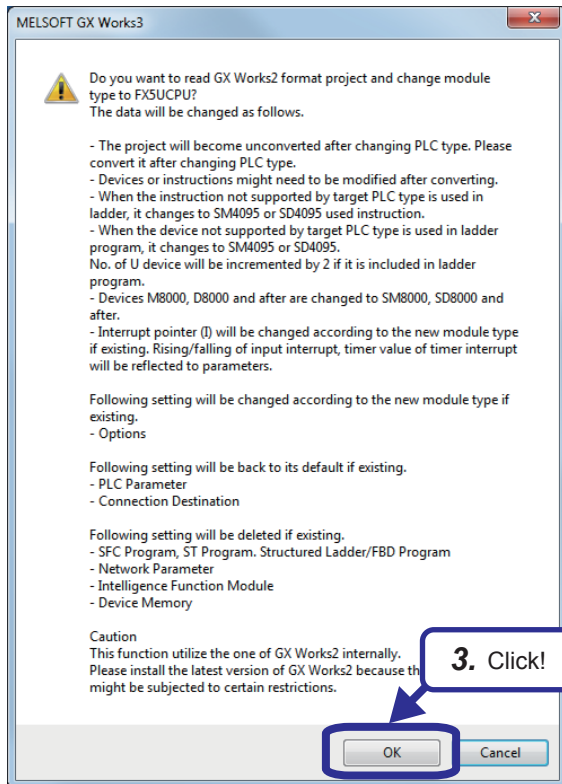 MELSOFT GX Works3
Do you want to read GX Works2 format project and change module
type to FX5UCPU?
The data will be changed as follows.
- The project will become unconverted after changing PLC type. Please
convert it after changing PLC type.
- Devices or instructions might need to be modified after converting.
- When the instruction not supported by target PLC type is used in
ladder, it changes to SM4095 or SD4095 used instruction.
- When the device not supported by target PLC type is used in ladder
program, it changes to SM4095 or SD4095.
No. of U device will be incremented by 2 if it is included in ladder
program.
- Devices M8000, D8000 and after are changed to SM8000, SD8000 and
after.
- Interrupt pointer (I) will be changed according to the new module type
if existing. Rising/falling of input interrupt, timer value of timer interrupt
will be reflected to parameters.
Following setting will be changed according to the new module type if
existing.
- Options
Following setting will be back to its default if existing.
- PLC Parameter
- Connection Destination
Following setting will be deleted if existing.
- SFC Program, ST Program. Structured Ladder/FBD Program
- Network Parameter
- Intelligence Function Module
- Device Memory
Caution
This function utilize the one of GX Works2 internally.
Please install the latest version of GX Works2 because
might be subjected to certain restrictions.
3. Click!
OK
Cancel